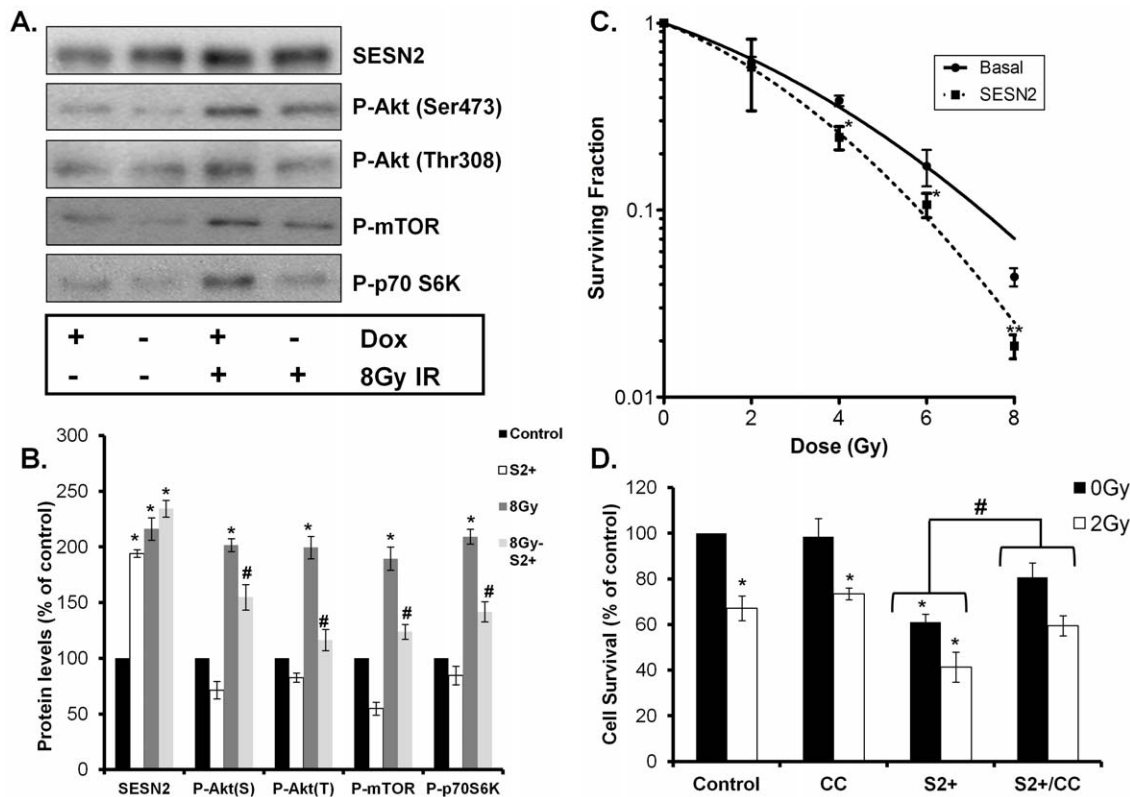 A.
SESN2
P-Akt (Ser473)
P-Akt (Thr308)
P-mTOR
P-p70 S6K
+ - + - Dox
- - + + 8Gy IR
B.
Protein levels (% of control)
300
250
200
150
100
50
0
* * * * # * # * # * #
SESN2 P-Akt(S) P-Akt(T) P-mTOR P-p70S6K
Control
S2+
8Gy
8Gy-
S2+
C.
Surviving Fraction
1
0.1
0.01
Basal
SESN2
*
*
**
0 2 4 6 8
Dose (Gy)
D.
Cell Survival (% of control)
120
100
80
60
40
20
0
0Gy
2Gy
#
* * * *
Control CC S2+ S2+/CC